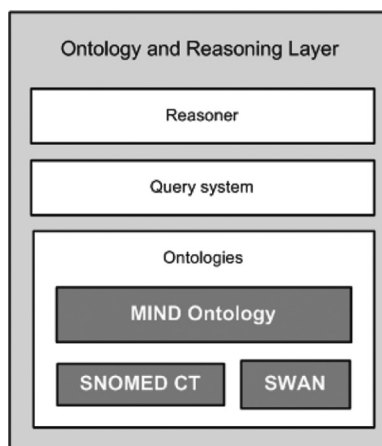 Ontology and Reasoning Layer
Reasoner
Query system
Ontologies
MIND Ontology
SNOMED CT
SWAN